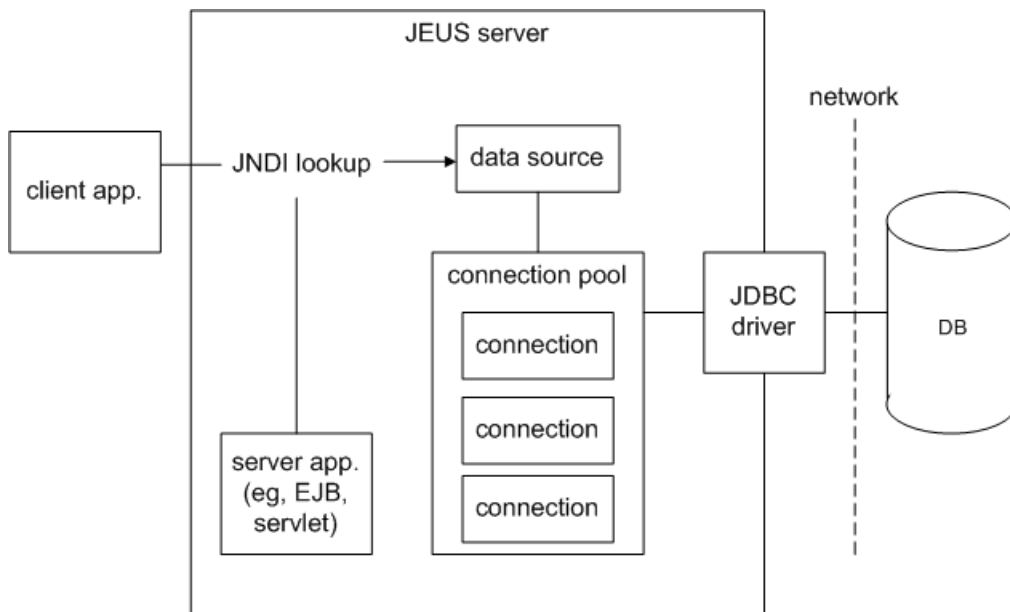 JEUS server
network
client app.
JNDI lookup
data source
connection pool
connection
connection
connection
JDBC
driver
DB
server app.
(eg, EJB,
servlet)